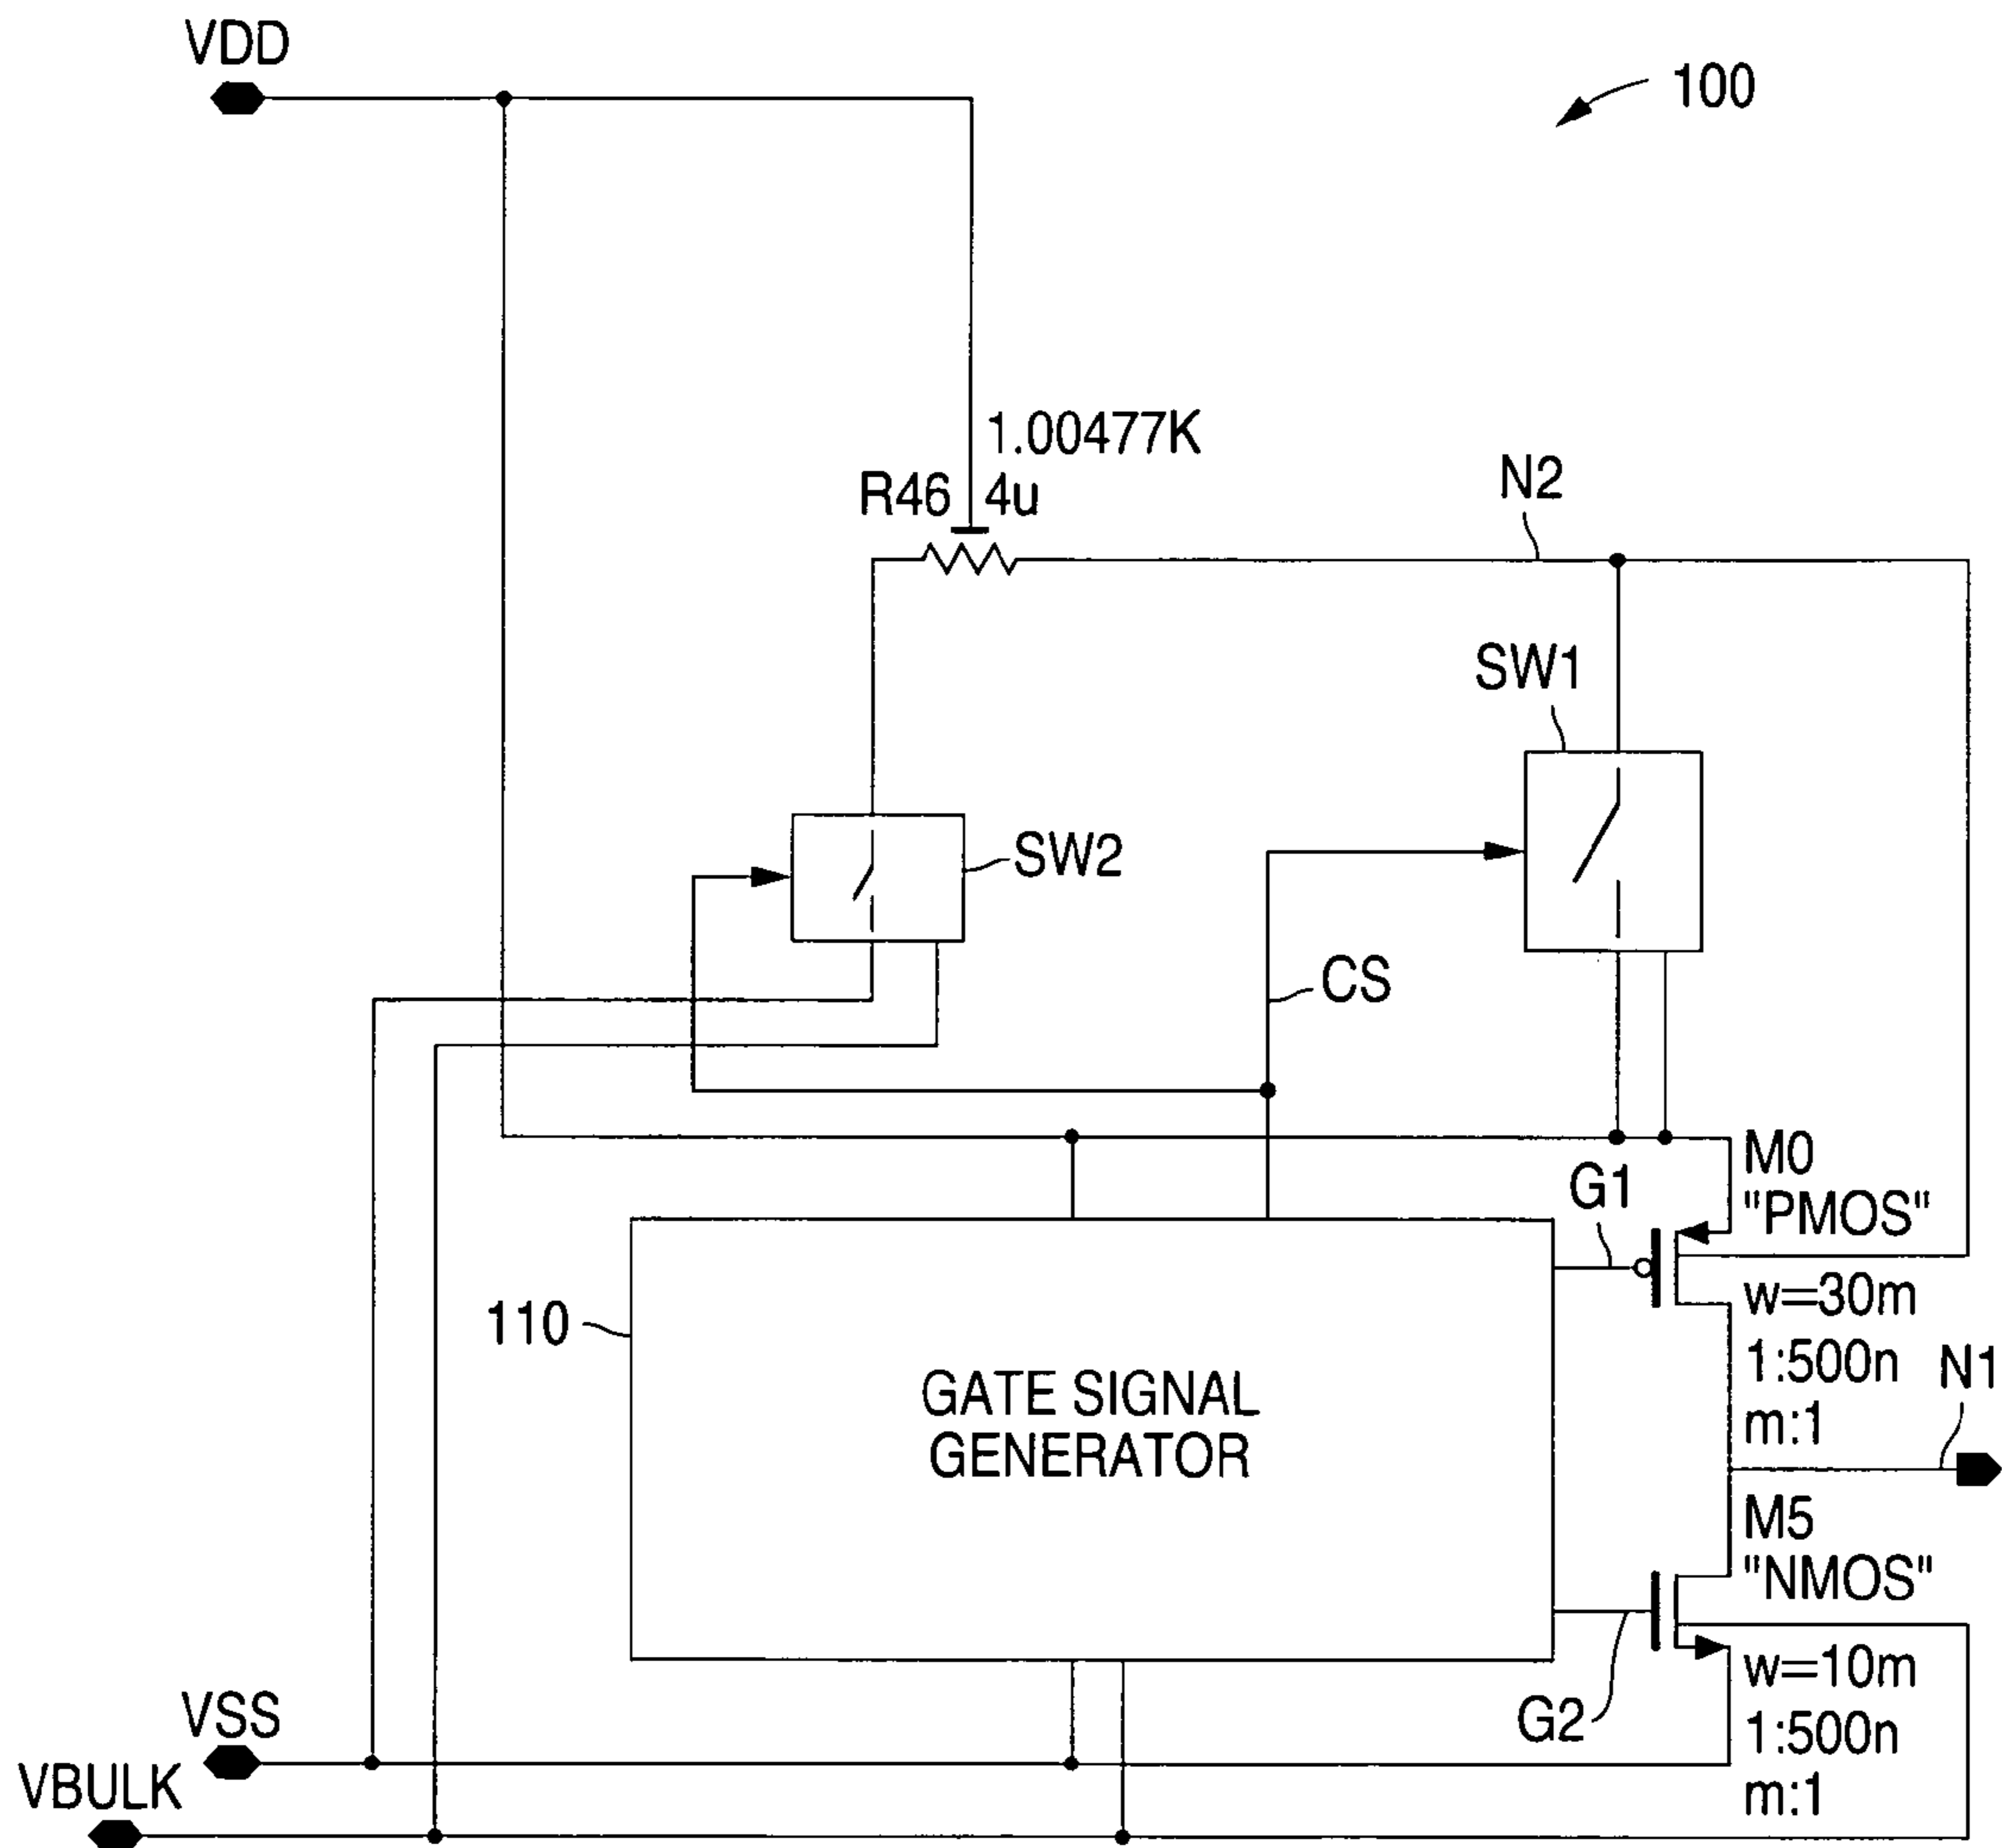 VDD
100
1.00477K
R46 4u
N2
SW1
SW2
CS
M0
"PMOS"
G1
w=30m
1:500n
m:1
N1
110
GATE SIGNAL
GENERATOR
M5
"NMOS"
w=10m
1:500n
m:1
G2
VSS
VBULK